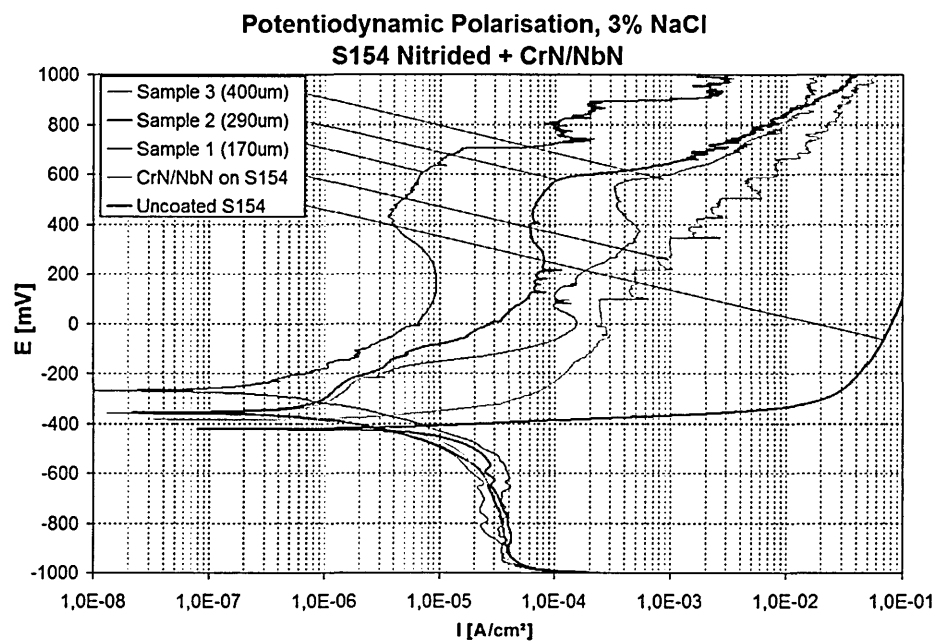 Potentiodynamic Polarisation, 3% NaCl
S154 Nitrided + CrN/NbN
Sample 3 (400um)
Sample 2 (290um)
Sample 1 (170um)
CrN/NbN on S154
Uncoated S154
E [mV]
1000
800
600
400
200
0
-200
-400
-600
-800
-1000
1,0E-08 1,0E-07 1,0E-06 1,0E-05 1,0E-04 1,0E-03 1,0E-02 1,0E-01
I [A/cm²]